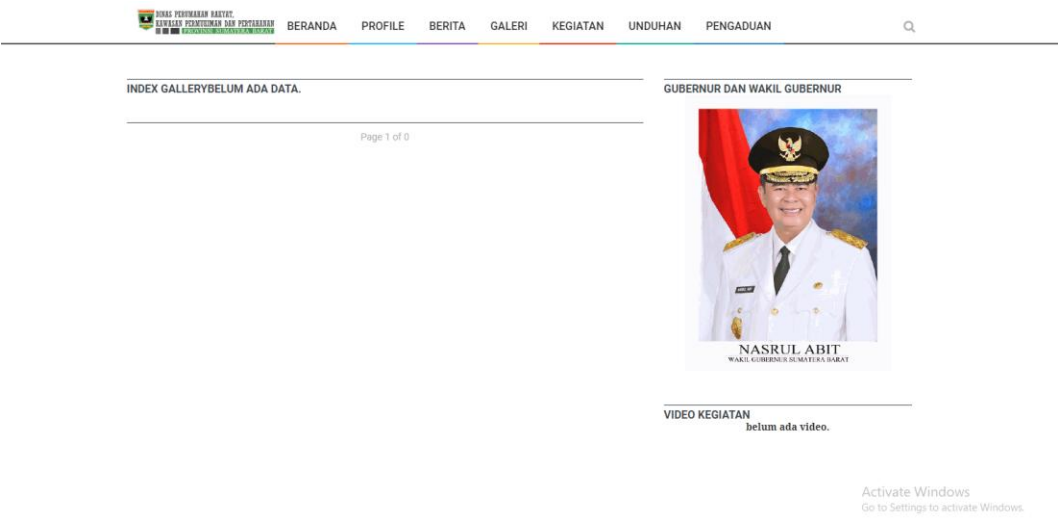 DINAS PERUMAHAN RAKYAT,
KAWASAN PERMUKIMAN DAN PERTANAHAN
PROVINSI SUMATERA BARAT
BERANDA PROFILE BERITA GALERI KEGIATAN UNDUHAN PENGADUAN
INDEX GALLERYBELUM ADA DATA.
Page 1 of 0
GUBERNUR DAN WAKIL GUBERNUR
NASRUL ABIT
NASRUL ABIT
WAKIL GUBERNUR SUMATERA BARAT
VIDEO KEGIATAN
belum ada video.
Activate Windows
Go to Settings to activate Windows.